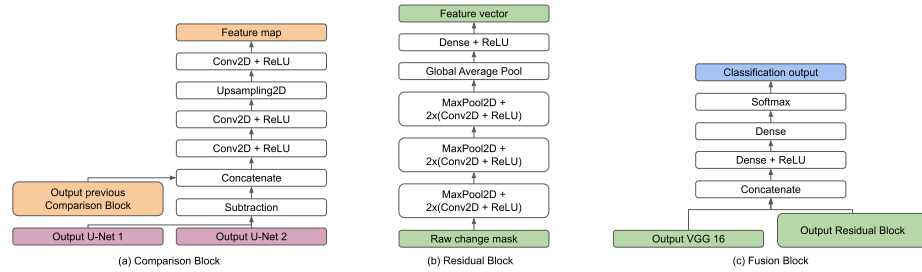 Feature map
Conv2D + ReLU
Upsampling2D
Conv2D + ReLU
Conv2D + ReLU
Concatenate
Output previous
Comparison Block
Subtraction
Output U-Net 1
Output U-Net 2
(a) Comparison Block
Feature vector
Dense + ReLU
Global Average Pool
MaxPool2D +
2x(Conv2D + ReLU)
MaxPool2D +
2x(Conv2D + ReLU)
MaxPool2D +
2x(Conv2D + ReLU)
Raw change mask
(b) Residual Block
Classification output
Softmax
Dense
Dense + ReLU
Concatenate
Output VGG 16
Output Residual Block
(c) Fusion Block